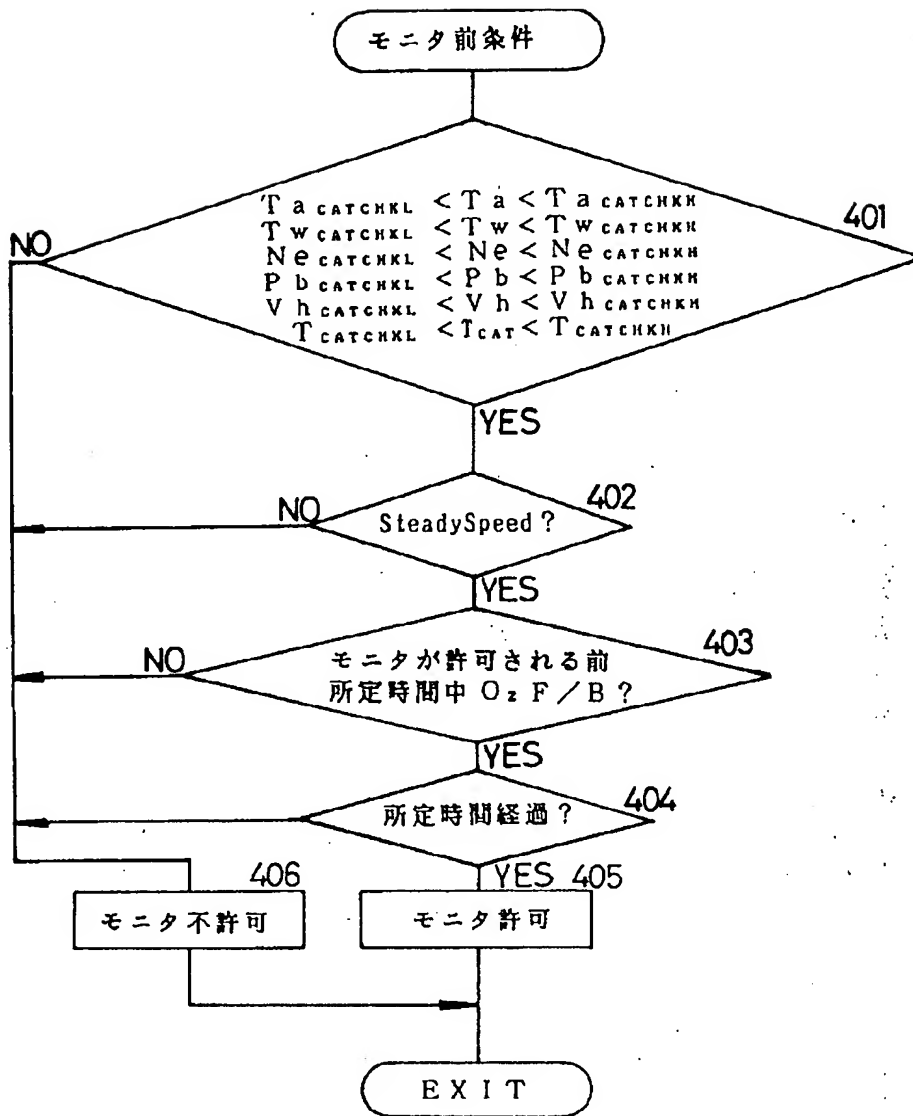 モニタ前条件
Ta CATCHKL < Ta < Ta CATCHKH
401
NO
Tw CATCHKL < Tw < Tw CATCHKH
Ne CATCHKL < Ne < Ne CATCHKH
Pb CATCHKL < Pb < Pb CATCHKH
Vh CATCHKL < Vh < Vh CATCHKH
T CATCHKL < TCAT < T CATCHKH
YES
402
NO
SteadySpeed?
YES
403
NO
モニタが許可される前
所定時間中 O₂ F/B?
YES
404
所定時間経過?
YES
406
405
モニタ不許可
モニタ許可
EXIT